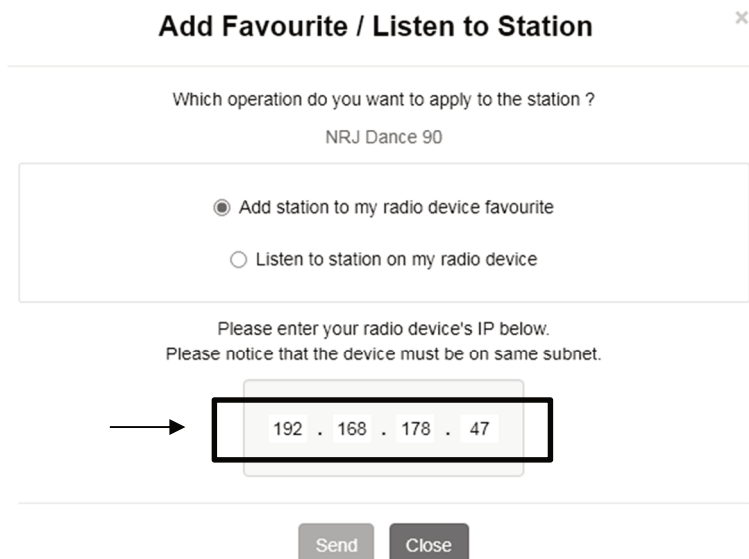 Add Favourite / Listen to Station
×
Which operation do you want to apply to the station ?
NRJ Dance 90
Add station to my radio device favourite
Listen to station on my radio device
Please enter your radio device's IP below.
Please notice that the device must be on same subnet.
192 . 168 . 178 . 47
Send Close